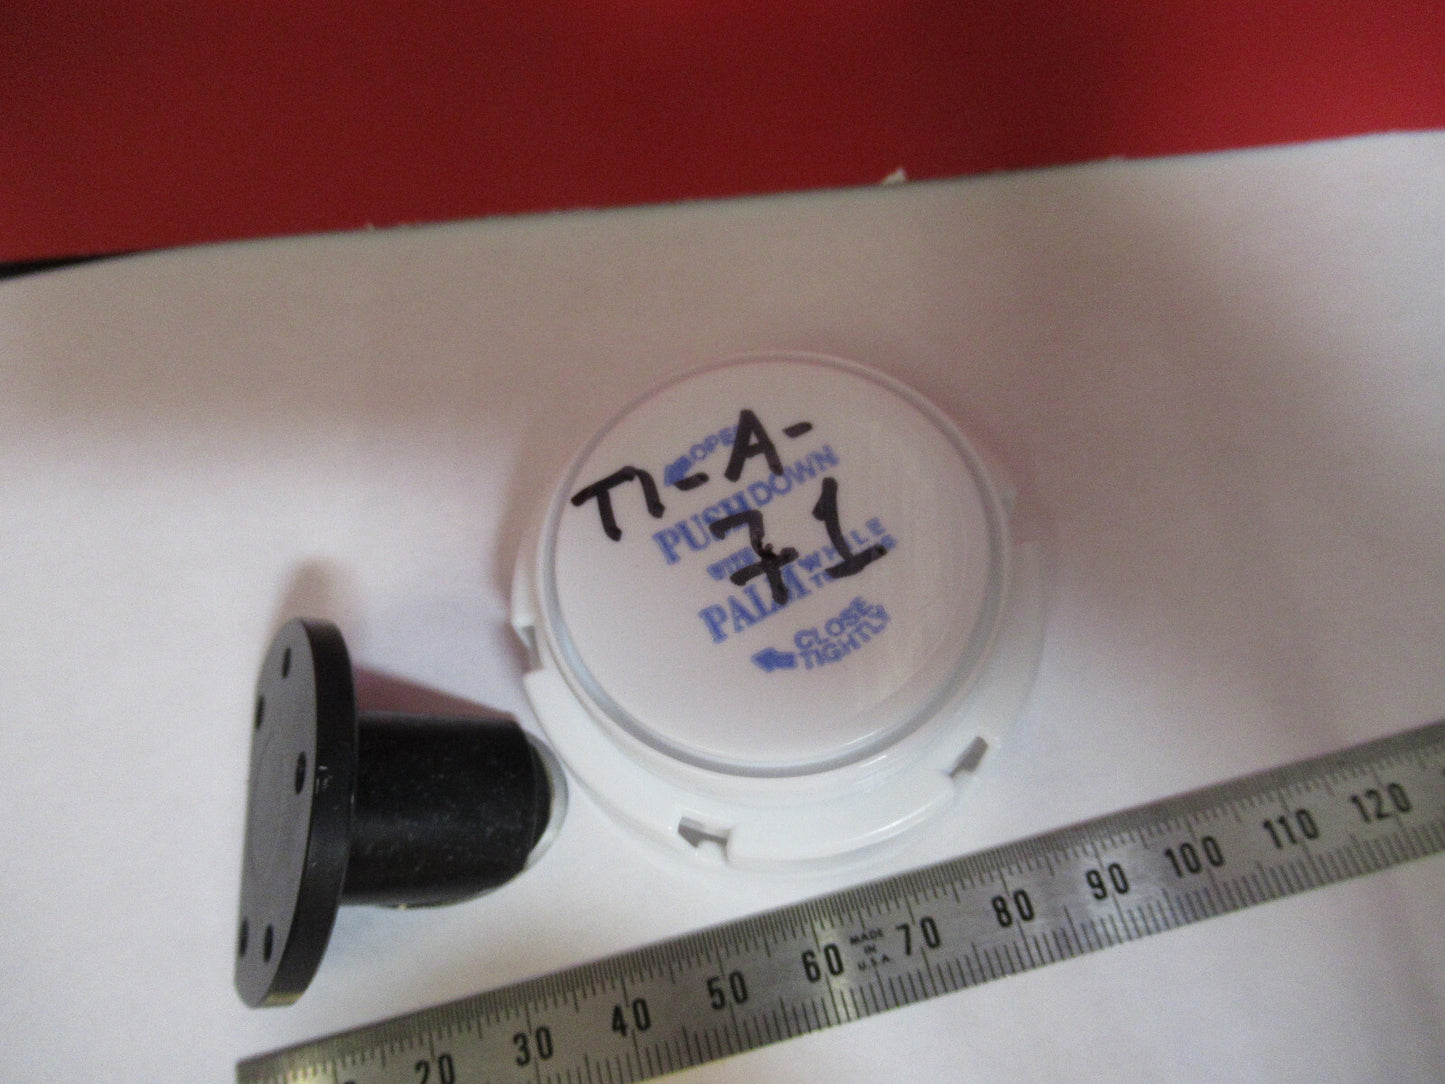 T1-A-
71
OPEN
PUSH DOWN
WITH
PALM WHILE
CLOSE
TIGHTLY
20 30 40 50 60 MADE IN U.S.A 70 80 90 100 110 120